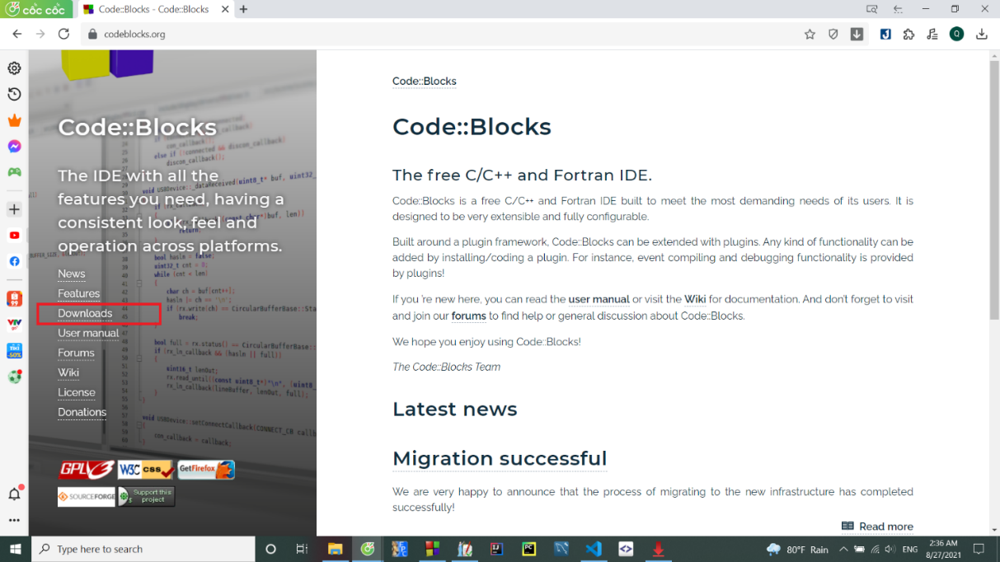 cốc cốc
Code::Blocks - Code::Blocks
codeblocks.org
Q
Code::Blocks
The IDE with all the
features you need, having a
consistent look, feel and
operation across platforms.
News
Features
Downloads
User manual
Forums
Wiki
License
Donations
GPL
W3C css
GetFirefox
SOURCEFORGE
Support this
project
Code::Blocks
Code::Blocks
The free C/C++ and Fortran IDE.
Code::Blocks is a free C/C++ and Fortran IDE built to meet the most demanding needs of its users. It is
designed to be very extensible and fully configurable.
Built around a plugin framework, Code::Blocks can be extended with plugins. Any kind of functionality can be
added by installing/coding a plugin. For instance, event compiling and debugging functionality is provided
by plugins!
If you 're new here, you can read the user manual or visit the Wiki for documentation. And don't forget to visit
and join our forums to find help or general discussion about Code::Blocks.
We hope you enjoy using Code::Blocks!
The Code::Blocks Team
Latest news
Migration successful
We are very happy to announce that the process of migrating to the new infrastructure has completed
successfully!
Read more
Type here to search
80°F Rain
ENG
2:36 AM
8/27/2021